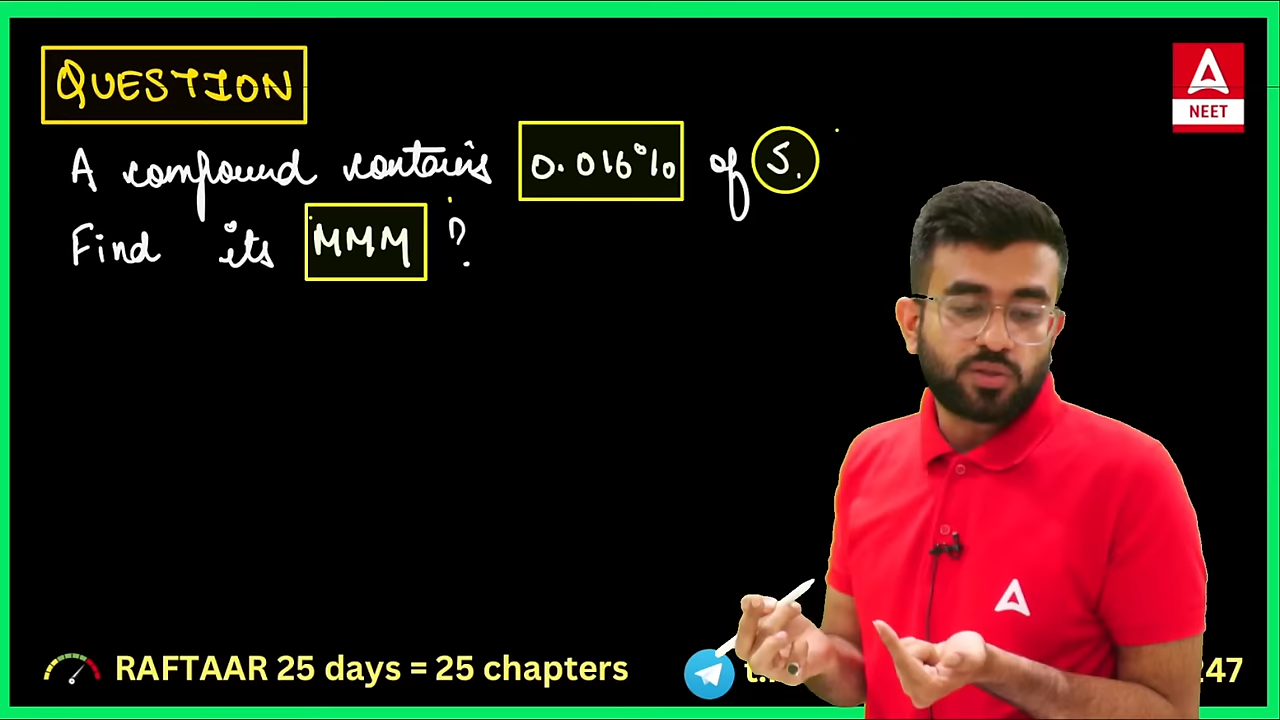 QUESTION
A compound contains 0.016% of S.
Find its MMM ?
A
NEET
RAFTAAR 25 days = 25 chapters
247